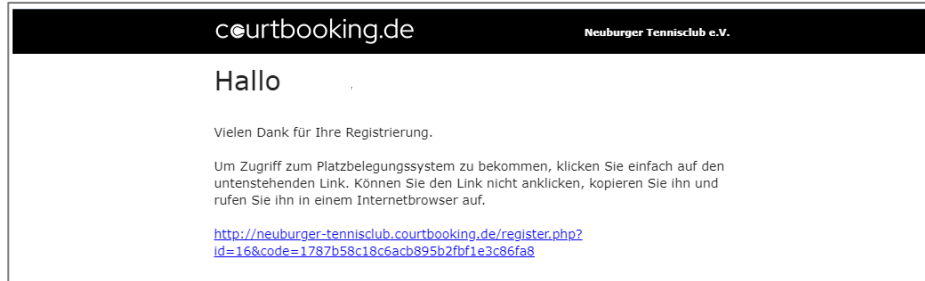 courtbooking.de
Neuburger Tennisclub e.V.
Hallo ,
Vielen Dank für Ihre Registrierung.
Um Zugriff zum Platzbelegungssystem zu bekommen, klicken Sie einfach auf den
untenstehenden Link. Können Sie den Link nicht anklicken, kopieren Sie ihn und
rufen Sie ihn in einem Internetbrowser auf.
http://neuburger-tennisclub.courtbooking.de/register.php?
id=16&code=1787b58c18c6acb895b2fbf1e3c86fa8